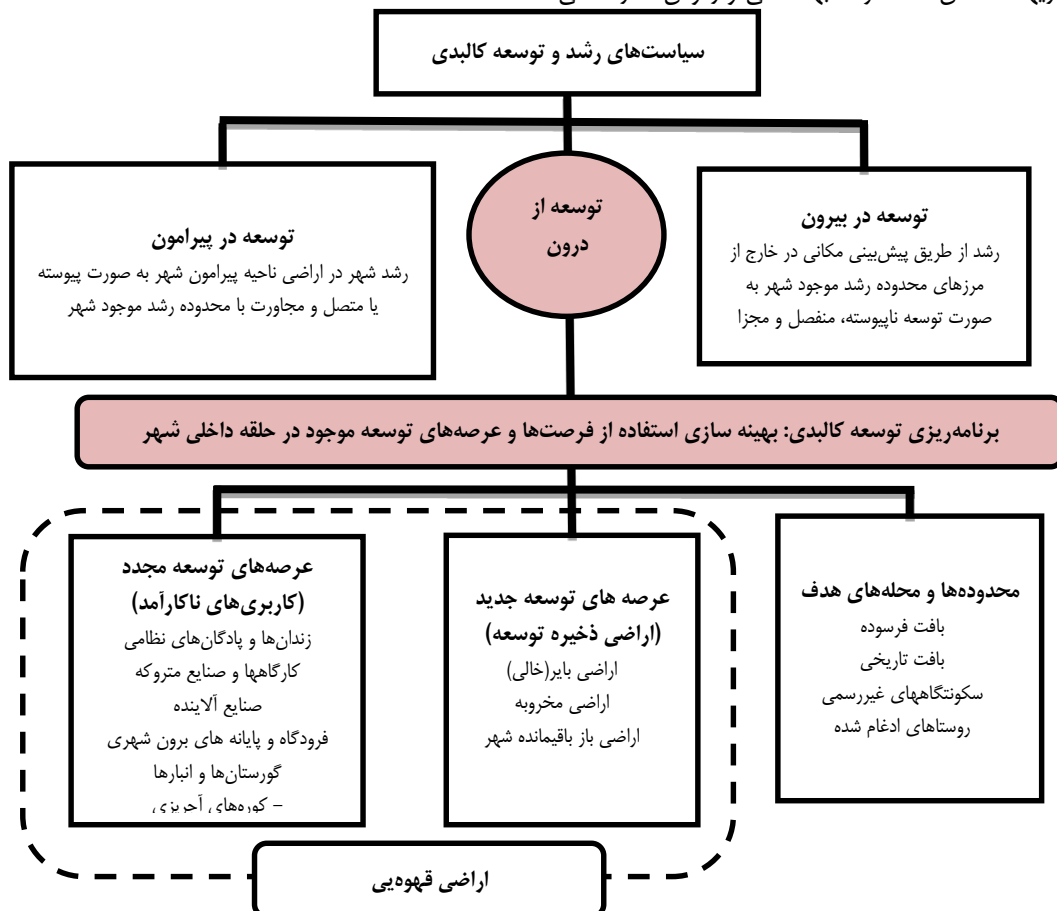 سیاست‌های رشد و توسعه کالبدی
توسعه در بیرون
رشد از طریق پیش‌بینی مکانی در خارج از
مرزهای محدوده رشد موجود شهر به
صورت توسعه ناپیوسته، منفصل و مجزا
توسعه از
درون
توسعه در پیرامون
رشد شهر در اراضی ناحیه پیرامون شهر به صورت پیوسته
یا متصل و مجاورت با محدوده رشد موجود شهر
برنامه‌ریزی توسعه کالبدی: بهینه سازی استفاده از فرصت‌ها و عرصه‌های توسعه موجود در حلقه داخلی شهر
محدوده‌ها و محله‌های هدف
بافت فرسوده
بافت تاریخی
سکونتگاههای غیررسمی
روستاهای ادغام شده
عرصه های توسعه جدید
(اراضی ذخیره توسعه)
اراضی بایر(خالی)
اراضی مخروبه
اراضی باز باقیمانده شهر
عرصه‌های توسعه مجدد
(کاربری‌های ناکارآمد)
زندان‌ها و پادگان‌های نظامی
کارگاهها و صنایع متروکه
صنایع آلاینده
فرودگاه و پایانه های برون شهری
گورستان‌ها و انبارها
– کوره‌های آجرپزی
اراضی قهوه‌یی